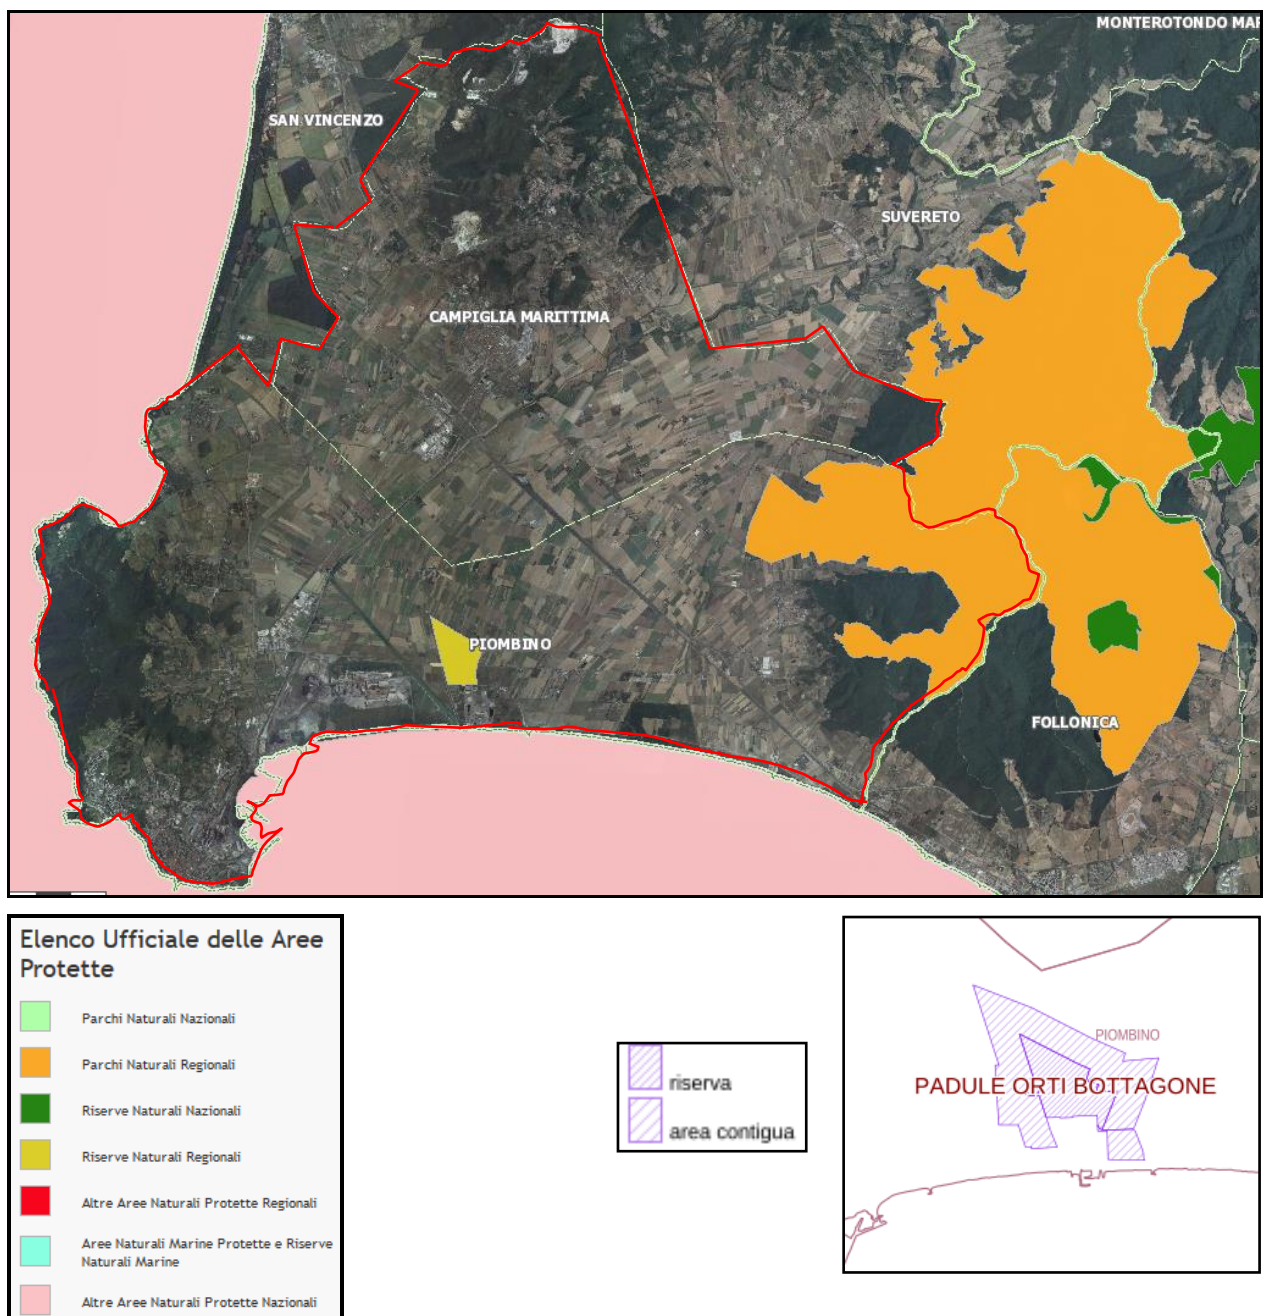 MONTEROTONDO MAR
SAN VINCENZO
SUVERETO
CAMPIGLIA MARITTIMA
PIOMBINO
FOLLONICA
Elenco Ufficiale delle Aree
Protette
Parchi Naturali Nazionali
Parchi Naturali Regionali
Riserve Naturali Nazionali
Riserve Naturali Regionali
Altre Aree Naturali Protette Regionali
Aree Naturali Marine Protette e Riserve
Naturali Marine
Altre Aree Naturali Protette Nazionali
riserva
area contigua
PIOMBINO
PADULE ORTI BOTTAGONE